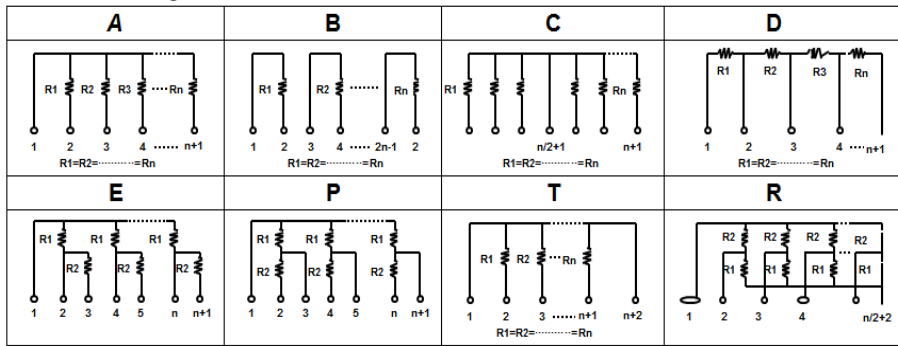 A B C D
R1 R2 R3 Rn
1 2 3 4 ...... n+1
R1=R2=............=Rn
R1 R2 Rn
1 2 3 4 .... 2n-1 2
R1=R2=............=Rn
R1 Rn
n/2+1 n+1
R1=R2=............=Rn
R1 R2 R3 Rn
1 2 3 4 .... n+1
R1=R2=............=Rn
E P T R
R1 R1 R1
R2 R2 R2
1 2 3 4 5 n n+1
R1 R1 R1
R2 R2 R2
1 2 3 4 5 n n+1
R1 R2 Rn
1 2 3 ..... n+1 n+2
R1=R2=............=Rn
R2 R2 R2 R2
R1 R1 R1 R1
1 2 3 4 n/2+2